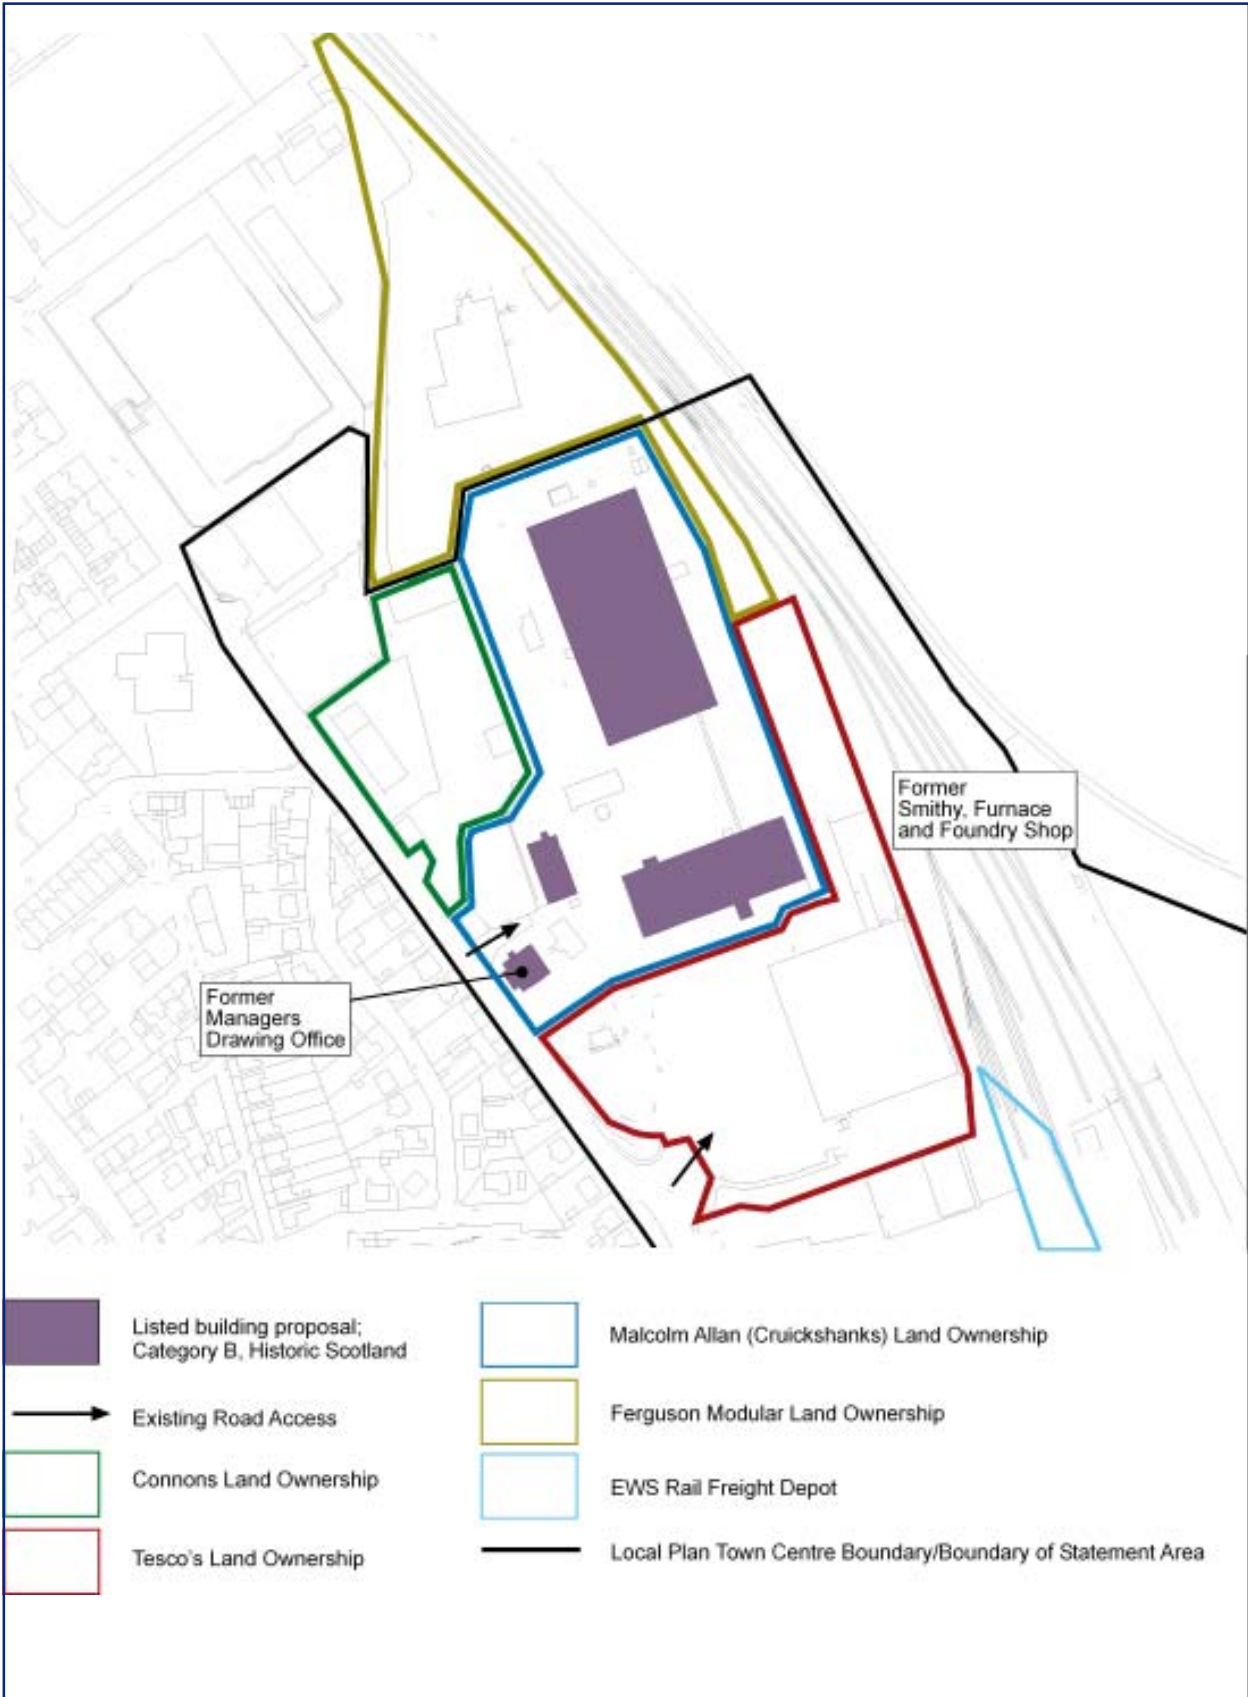 Former
Smithy, Furnace
and Foundry Shop
Former
Managers
Drawing Office
Listed building proposal;
Category B, Historic Scotland
Existing Road Access
Connons Land Ownership
Tesco's Land Ownership
Malcolm Allan (Cruickshanks) Land Ownership
Ferguson Modular Land Ownership
EWS Rail Freight Depot
Local Plan Town Centre Boundary/Boundary of Statement Area